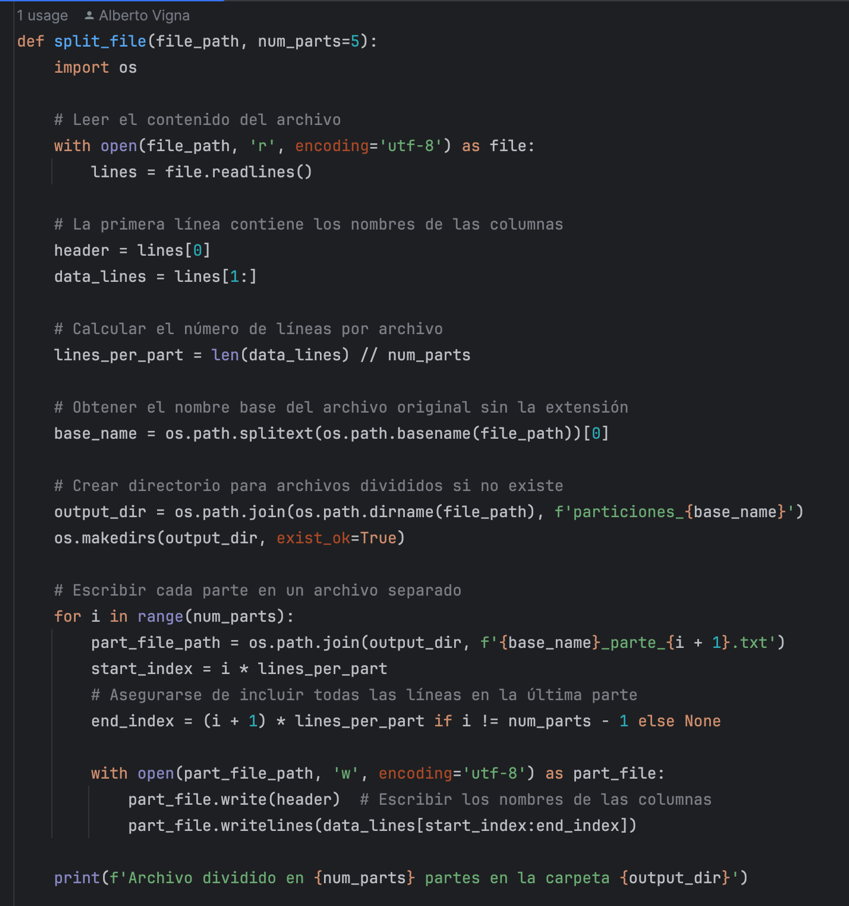 1 usage Alberto Vigna
def split_file(file_path, num_parts=5):
    import os
    # Leer el contenido del archivo
    with open(file_path, 'r', encoding='utf-8') as file:
        lines = file.readlines()
    # La primera línea contiene los nombres de las columnas
    header = lines[0]
    data_lines = lines[1:]
    # Calcular el número de líneas por archivo
    lines_per_part = len(data_lines) // num_parts
    # Obtener el nombre base del archivo original sin la extensión
    base_name = os.path.splitext(os.path.basename(file_path))[0]
    # Crear directorio para archivos divididos si no existe
    output_dir = os.path.join(os.path.dirname(file_path), f'particiones_{base_name}')
    os.makedirs(output_dir, exist_ok=True)
    # Escribir cada parte en un archivo separado
    for i in range(num_parts):
        part_file_path = os.path.join(output_dir, f'{base_name}_parte_{i + 1}.txt')
        start_index = i * lines_per_part
        # Asegurarse de incluir todas las líneas en la última parte
        end_index = (i + 1) * lines_per_part if i != num_parts - 1 else None
        with open(part_file_path, 'w', encoding='utf-8') as part_file:
            part_file.write(header)  # Escribir los nombres de las columnas
            part_file.writelines(data_lines[start_index:end_index])
    print(f'Archivo dividido en {num_parts} partes en la carpeta {output_dir}')